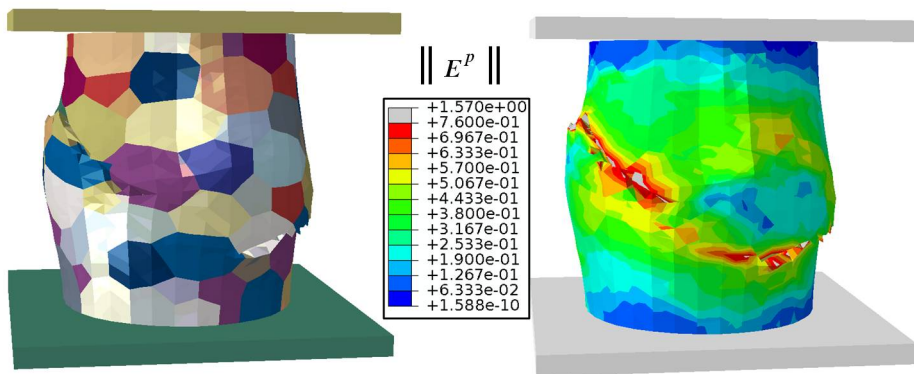 ‖ E^p ‖
+1.570e+00
+7.600e-01
+6.967e-01
+6.333e-01
+5.700e-01
+5.067e-01
+4.433e-01
+3.800e-01
+3.167e-01
+2.533e-01
+1.900e-01
+1.267e-01
+6.333e-02
+1.588e-10